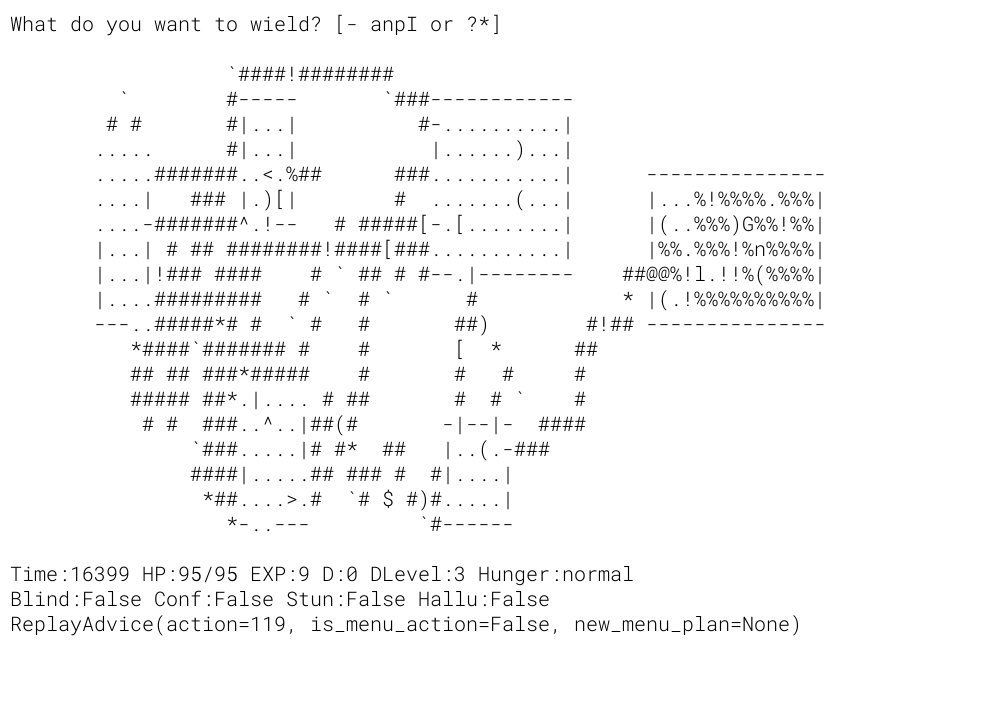 What do you want to wield? [- anpI or ?*]

                   `####!########
          `        #-----       `###------------
        # #       #|...|          #-..........|
       .....      #|...|           |......)...|
       .....#######..<.%##      ###...........|      --------------
       ....|   ### |.)[|        #  .......(...|      |...%!%%%%.%%%|
       ....-#######^.!--   # #####[-.[........|      |(..%%%)G%%!%%|
       |...| # ## ########!####[###...........|      |%%.%%%!%n%%%%|
       |...|!### ####    # ` ## # #--.|--------    ##@@%!l.!!%(%%%%|
       |....#########   # `  # `      #            * |(.!%%%%%%%%%%|
       ---..#####*# #  ` #   #       ##)        #!## --------------
          *####`####### #    #       [  *      ##
          ## ## ###*#####    #       #   #     #
          ##### ##*.|.... # ##       #  # `    #
           # #  ###..^..|##(#       -|--|-  ####
               `###.....|# #*  ##   |..(.-###
               ####|.....## ### #  #|....|
                *##....>.#  `# $ #)#.....|
                  *-..---         `#------

Time:16399 HP:95/95 EXP:9 D:0 DLevel:3 Hunger:normal
Blind:False Conf:False Stun:False Hallu:False
ReplayAdvice(action=119, is_menu_action=False, new_menu_plan=None)